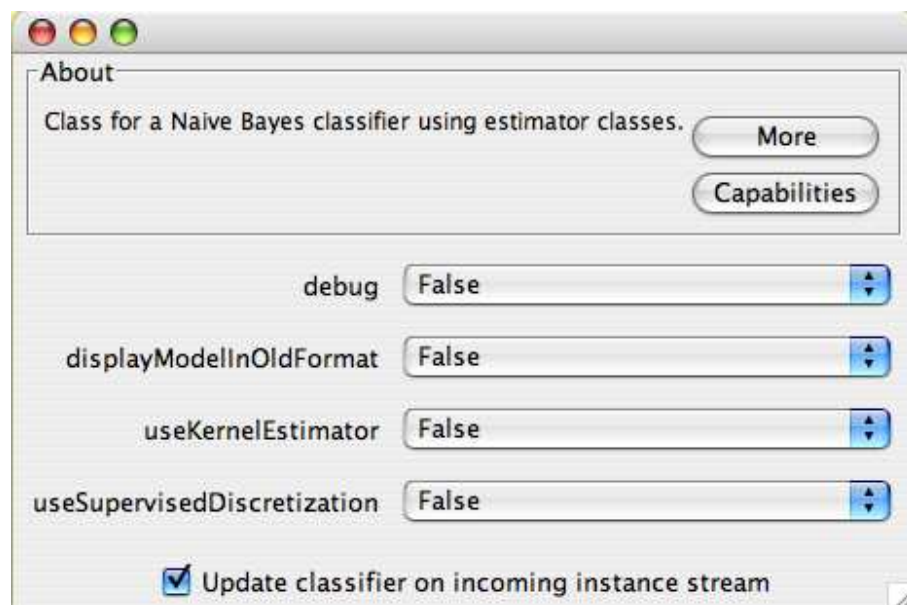 About
Class for a Naive Bayes classifier using estimator classes.
More
Capabilities
debug False
displayModelInOldFormat False
useKernelEstimator False
useSupervisedDiscretization False
Update classifier on incoming instance stream